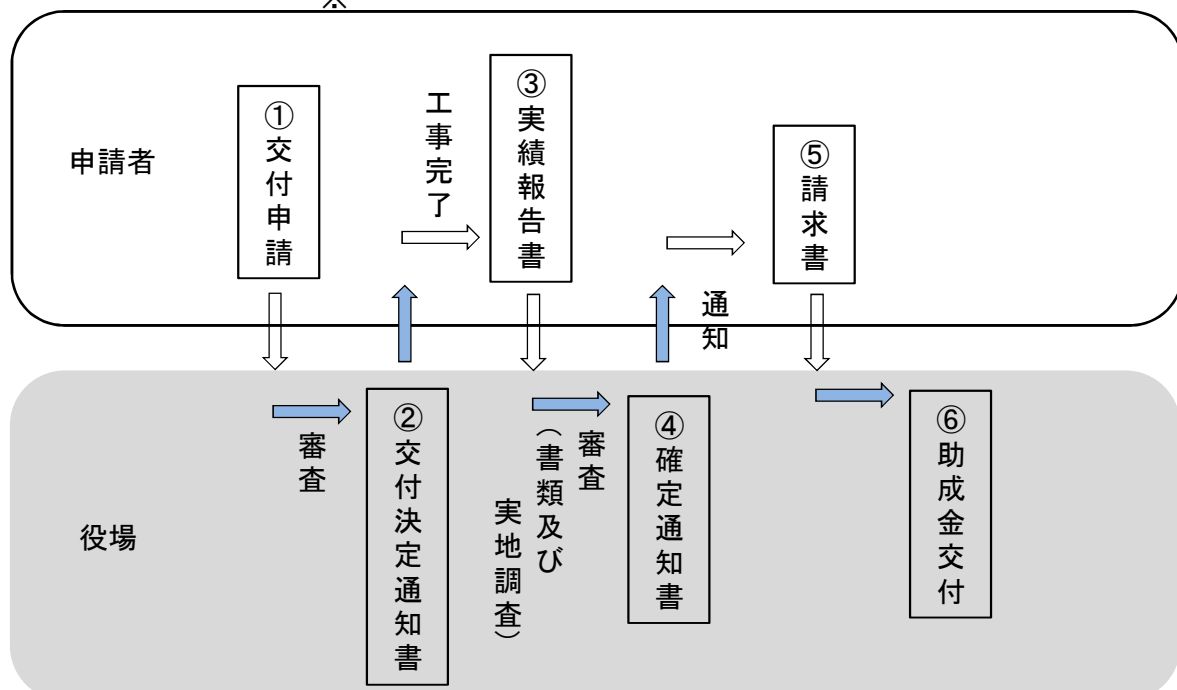 ※
申請者
①交付申請
工事完了
③実績報告書
通知
⑤請求書
役場
審査
②交付決定通知書
審査
（書類及び
実地調査）
④確定通知書
⑥助成金交付